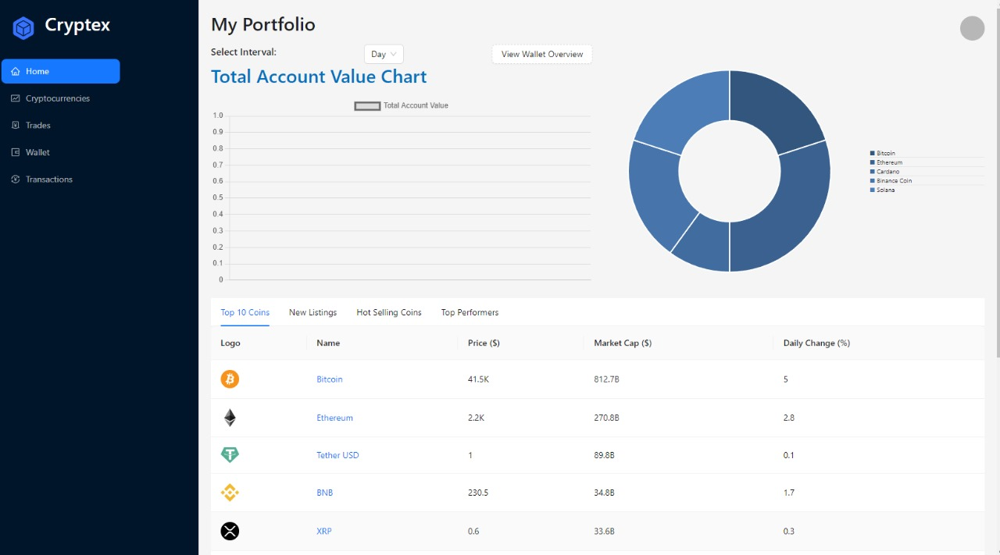 Cryptex
Home
Cryptocurrencies
Trades
Wallet
Transactions
My Portfolio
Select Interval:
Day
View Wallet Overview
Total Account Value Chart
Total Account Value
1.0
0.9
0.8
0.7
0.6
0.5
0.4
0.3
0.2
0.1
0
Bitcoin
Ethereum
Cardano
Binance Coin
Solana
Top 10 Coins New Listings Hot Selling Coins Top Performers
Logo Name Price ($) Market Cap ($) Daily Change (%)
Bitcoin 41.5K 812.7B 5
Ethereum 2.2K 270.8B 2.8
Tether USD 1 89.8B 0.1
BNB 230.5 34.8B 1.7
XRP 0.6 33.6B 0.3